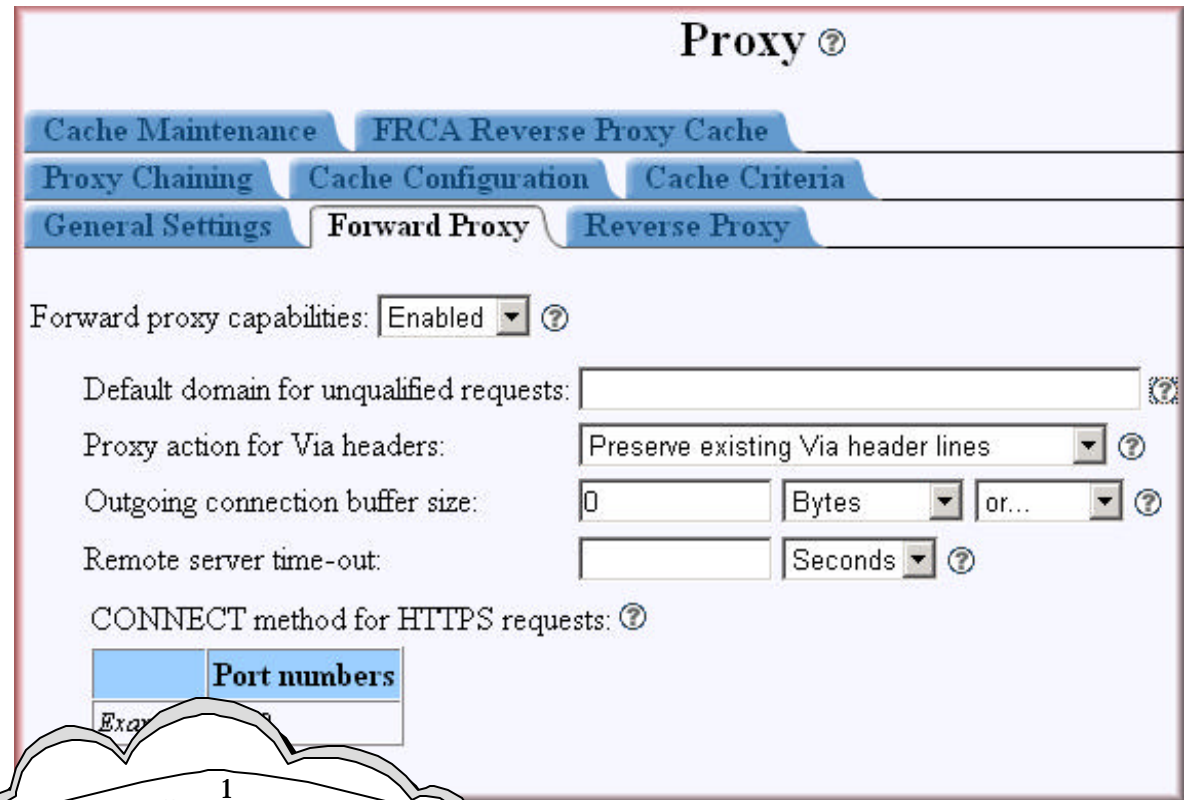 Proxy ?
Cache Maintenance FRCA Reverse Proxy Cache
Proxy Chaining Cache Configuration Cache Criteria
General Settings Forward Proxy Reverse Proxy
Forward proxy capabilities: Enabled ?
Default domain for unqualified requests: ?
Proxy action for Via headers: Preserve existing Via header lines ?
Outgoing connection buffer size: 0 Bytes or... ?
Remote server time-out: Seconds ?
CONNECT method for HTTPS requests: ?
Port numbers
1